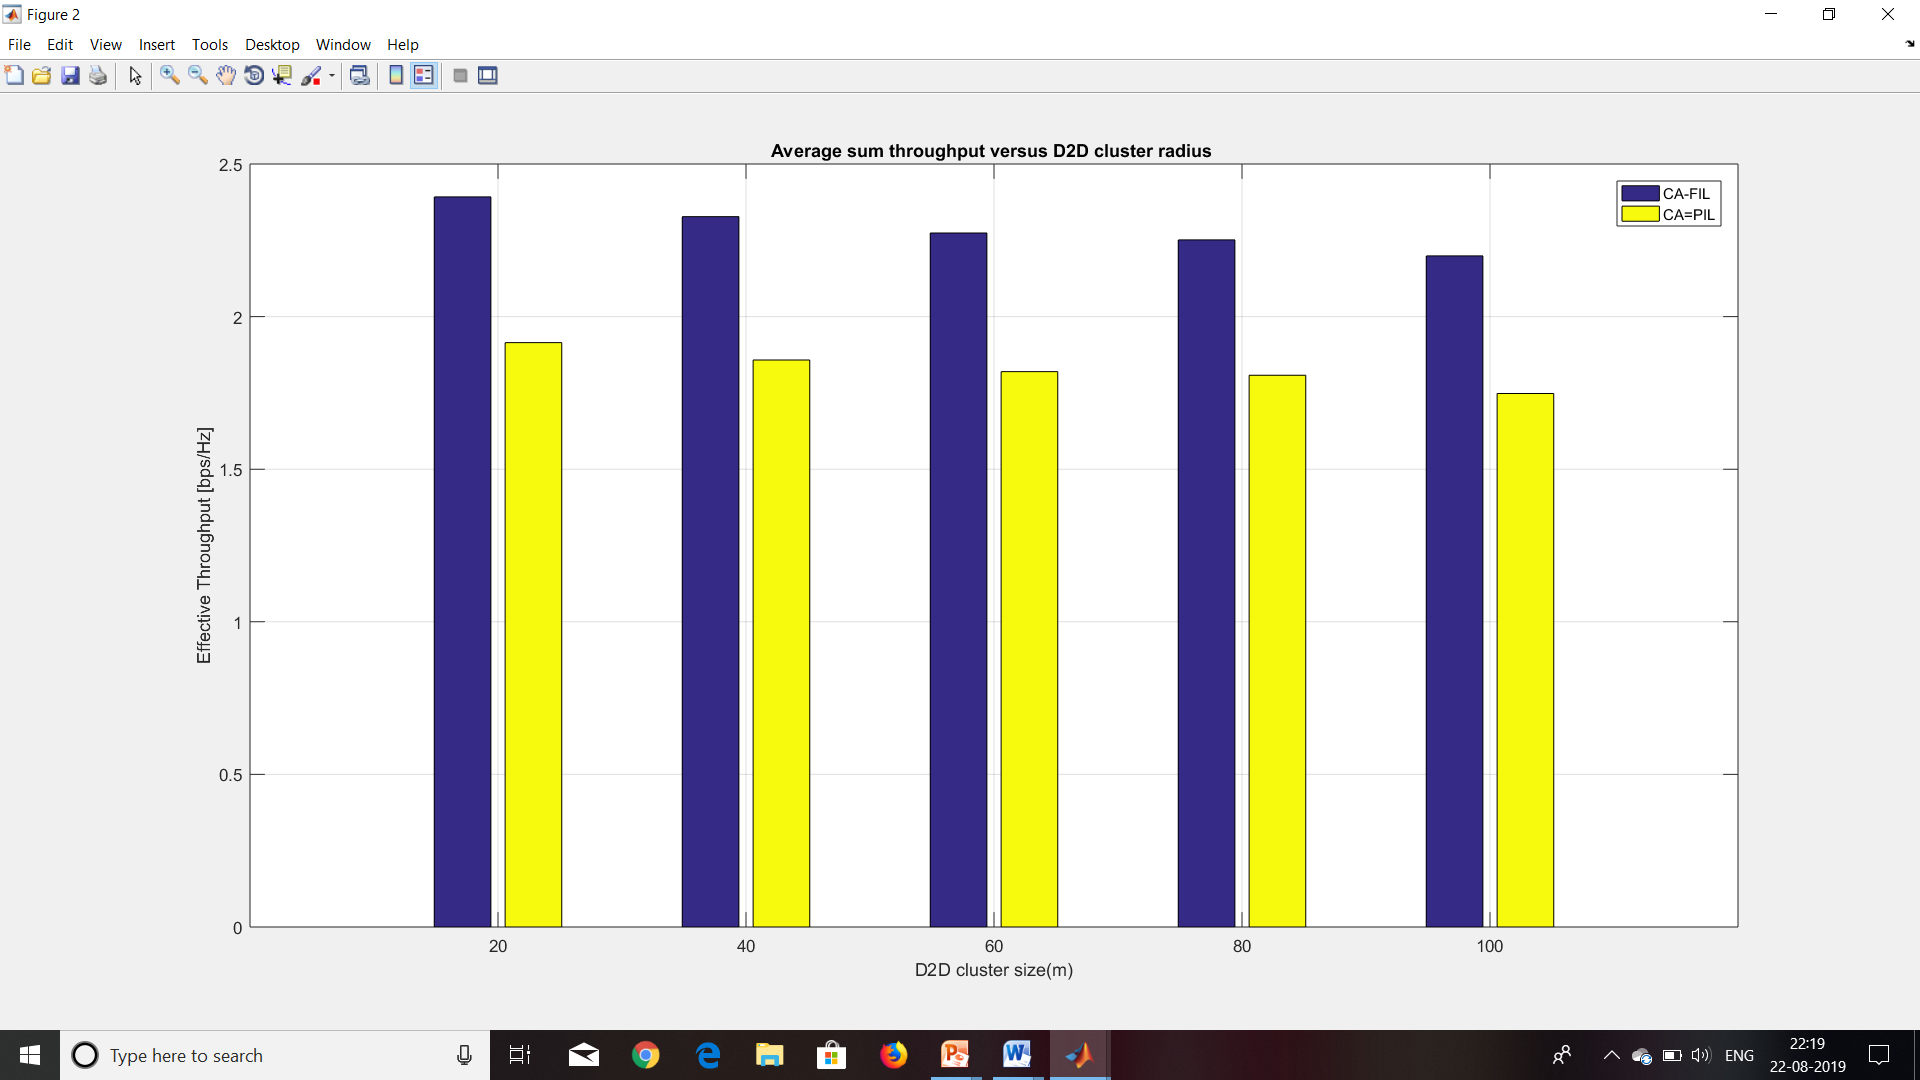 Figure 2
File Edit View Insert Tools Desktop Window Help
Average sum throughput versus D2D cluster radius
2.5
2
1.5
1
0.5
0
Effective Throughput [bps/Hz]
CA-FIL
CA=PIL
20 40 60 80 100
D2D cluster size(m)
Type here to search
ENG
22:19
22-08-2019